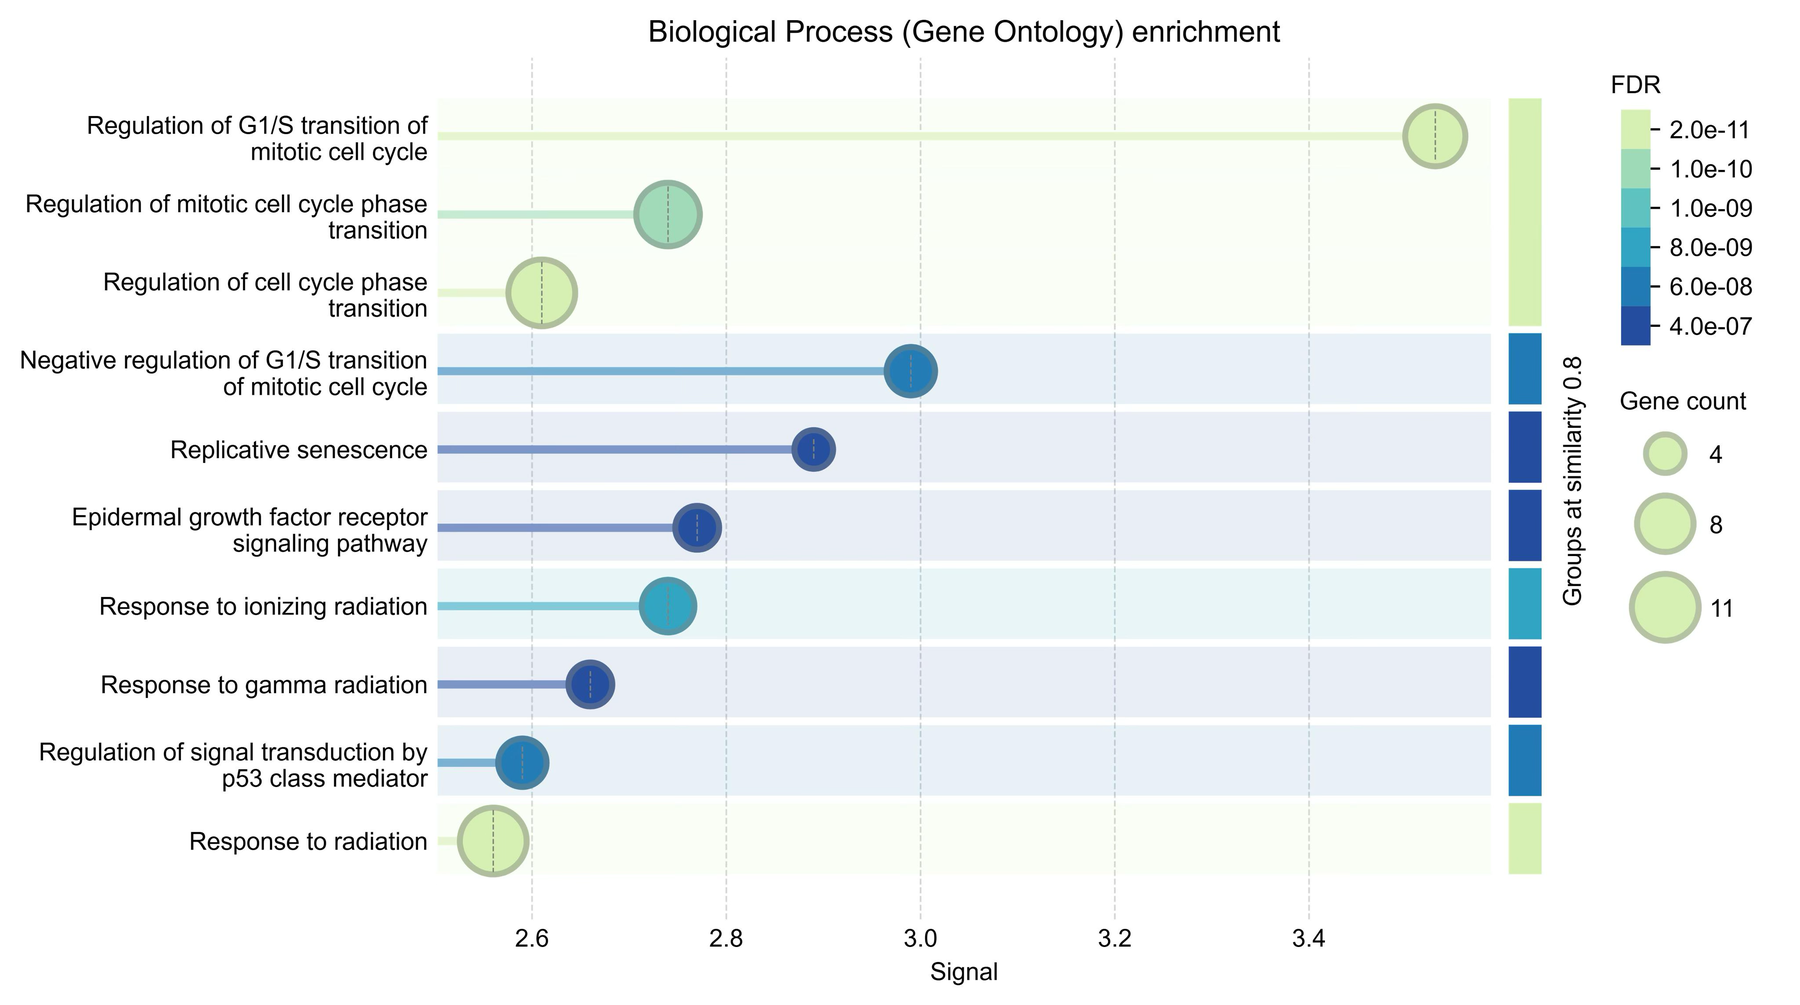 Biological Process (Gene Ontology) enrichment
Regulation of G1/S transition of
mitotic cell cycle
Regulation of mitotic cell cycle phase
transition
Regulation of cell cycle phase
transition
Negative regulation of G1/S transition
of mitotic cell cycle
Replicative senescence
Epidermal growth factor receptor
signaling pathway
Response to ionizing radiation
Response to gamma radiation
Regulation of signal transduction by
p53 class mediator
Response to radiation
2.6 2.8 3.0 3.2 3.4
Signal
Groups at similarity 0.8
FDR
2.0e-11
1.0e-10
1.0e-09
8.0e-09
6.0e-08
4.0e-07
Gene count
4
8
11